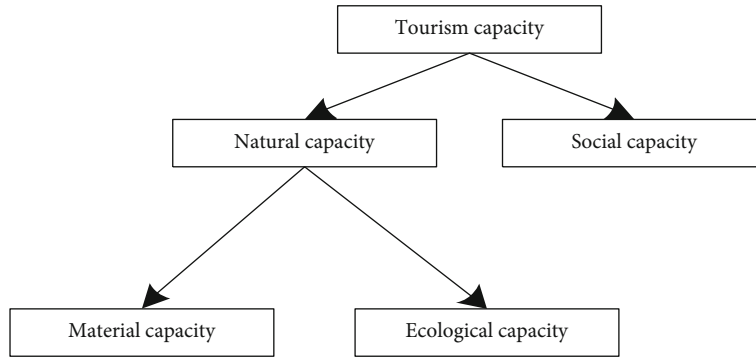 Tourism capacity
Natural capacity
Social capacity
Material capacity
Ecological capacity